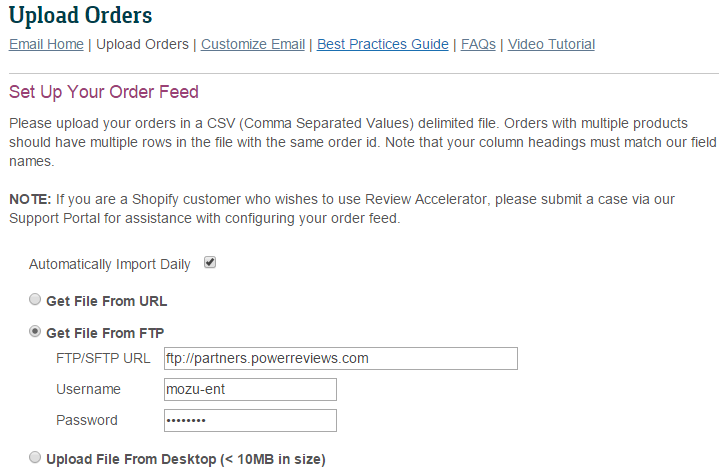 Upload Orders
Email Home | Upload Orders | Customize Email | Best Practices Guide | FAQs | Video Tutorial
Set Up Your Order Feed
Please upload your orders in a CSV (Comma Separated Values) delimited file. Orders with multiple products
should have multiple rows in the file with the same order id. Note that your column headings must match our field
names.
NOTE: If you are a Shopify customer who wishes to use Review Accelerator, please submit a case via our
Support Portal for assistance with configuring your order feed.
Automatically Import Daily
Get File From URL
Get File From FTP
FTP/SFTP URL ftp://partners.powerreviews.com
Username mozu-ent
Password ••••••••
Upload File From Desktop (< 10MB in size)